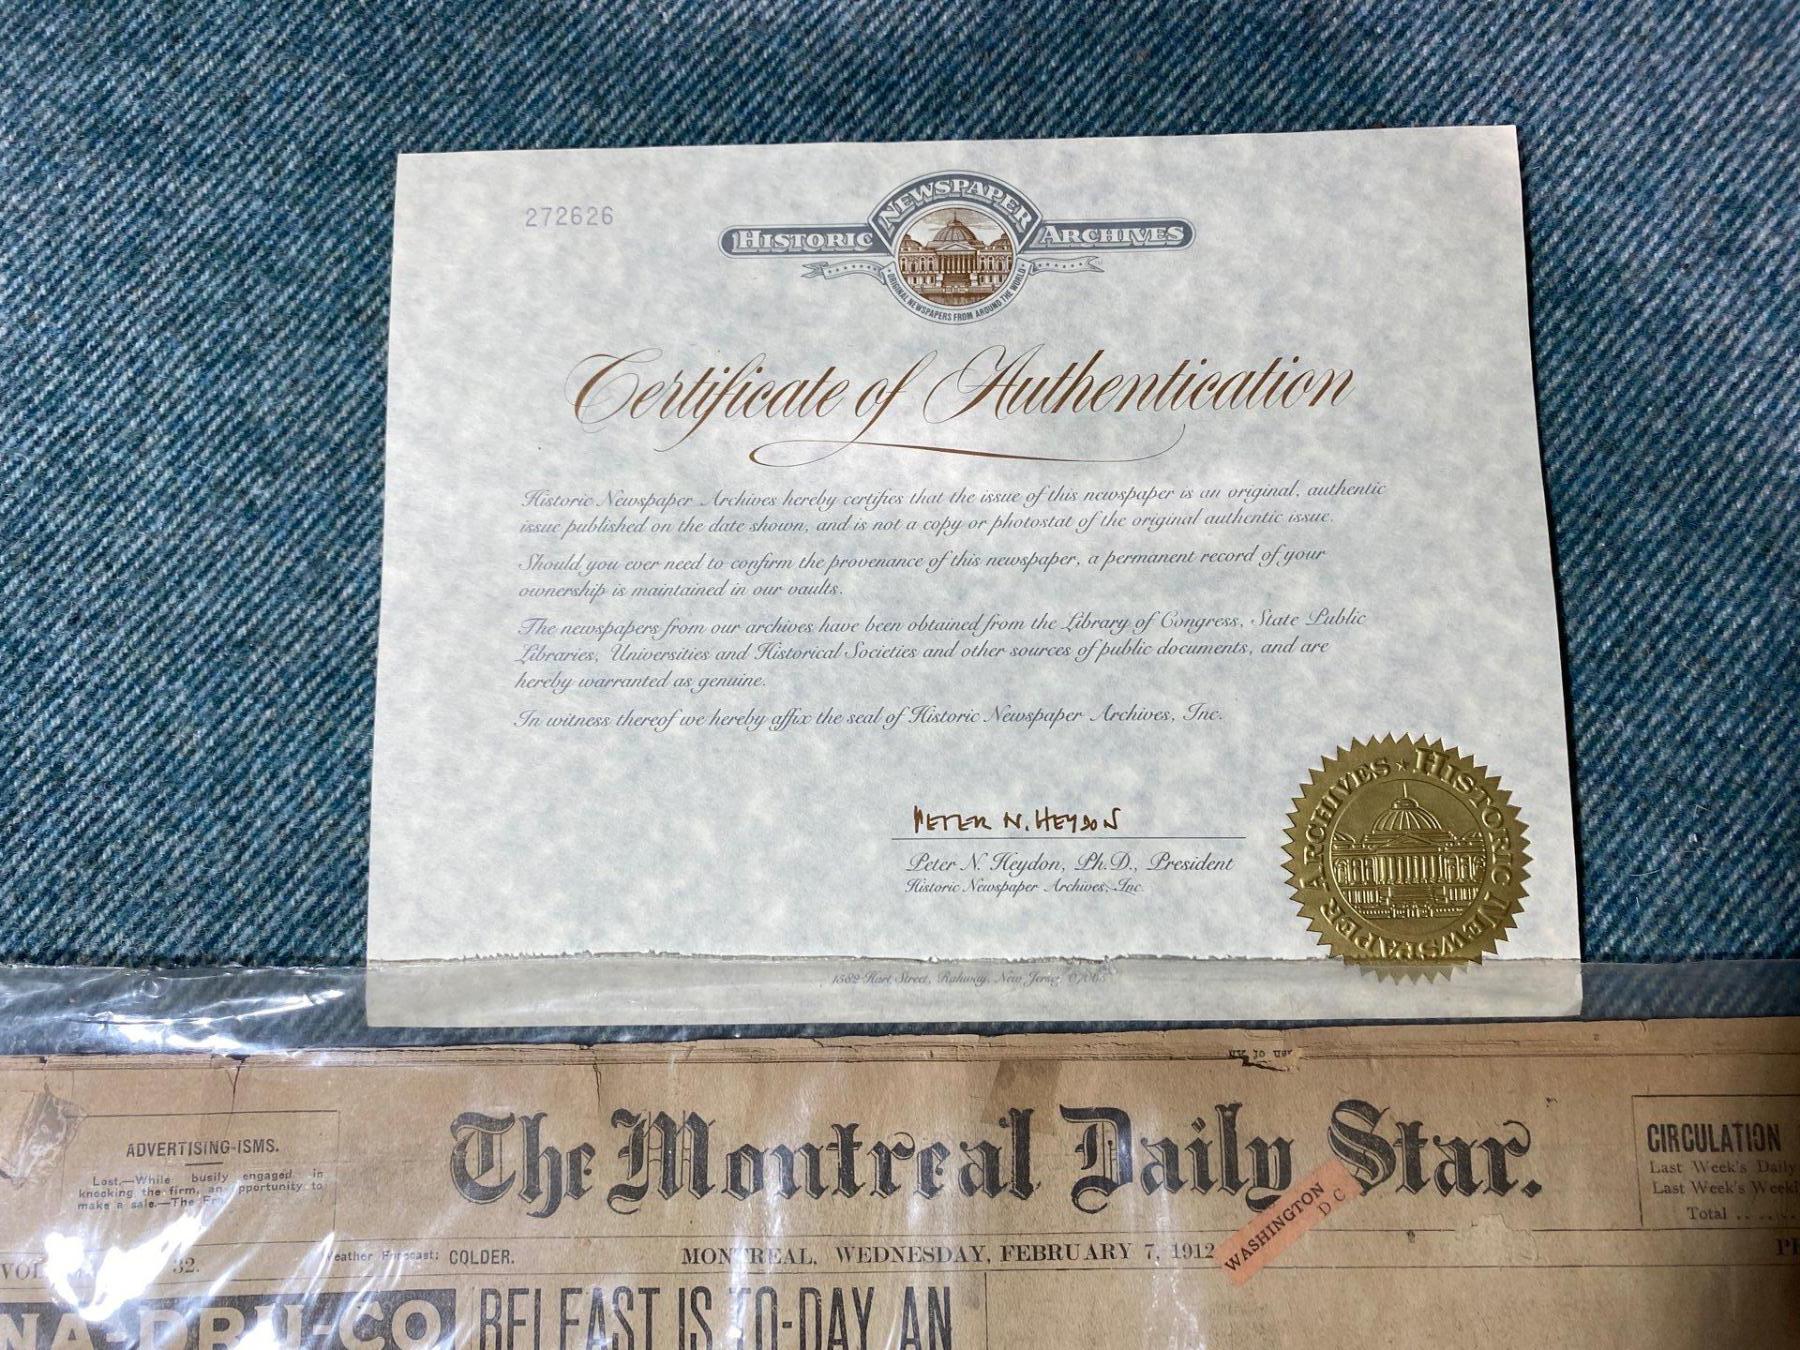 272626
HISTORIC NEWSPAPER ARCHIVES
ORIGINAL NEWSPAPERS FROM AROUND THE WORLD
Certificate of Authentication
Historic Newspaper Archives hereby certifies that the issue of this newspaper is an original, authentic
issue published on the date shown, and is not a copy or photostat of the original authentic issue.
Should you ever need to confirm the provenance of this newspaper, a permanent record of your
ownership is maintained in our vaults.
The newspapers from our archives have been obtained from the Library of Congress, State Public
Libraries, Universities and Historical Societies and other sources of public documents, and are
hereby warranted as genuine.
In witness thereof we hereby affix the seal of Historic Newspaper Archives, Inc.
PETER N. HEYDON
Peter N. Heydon, Ph.D., President
Historic Newspaper Archives, Inc.
HISTORIC NEWSPAPER ARCHIVES
1582 Hart Street, Rahway, New Jersey
ADVERTISING-ISMS.
Lost.—While busily engaged in
knocking the firm, an opportunity to
make a sale.—The
The Montreal Daily Star.
CIRCULATION
Last Week's Daily
Last Week's
Total
32.
Weather Forecast: COLDER.
MONTREAL, WEDNESDAY, FEBRUARY 7, 1912
WASHINGTON
D C
NA-DRU-CO
BELFAST IS TO-DAY AN